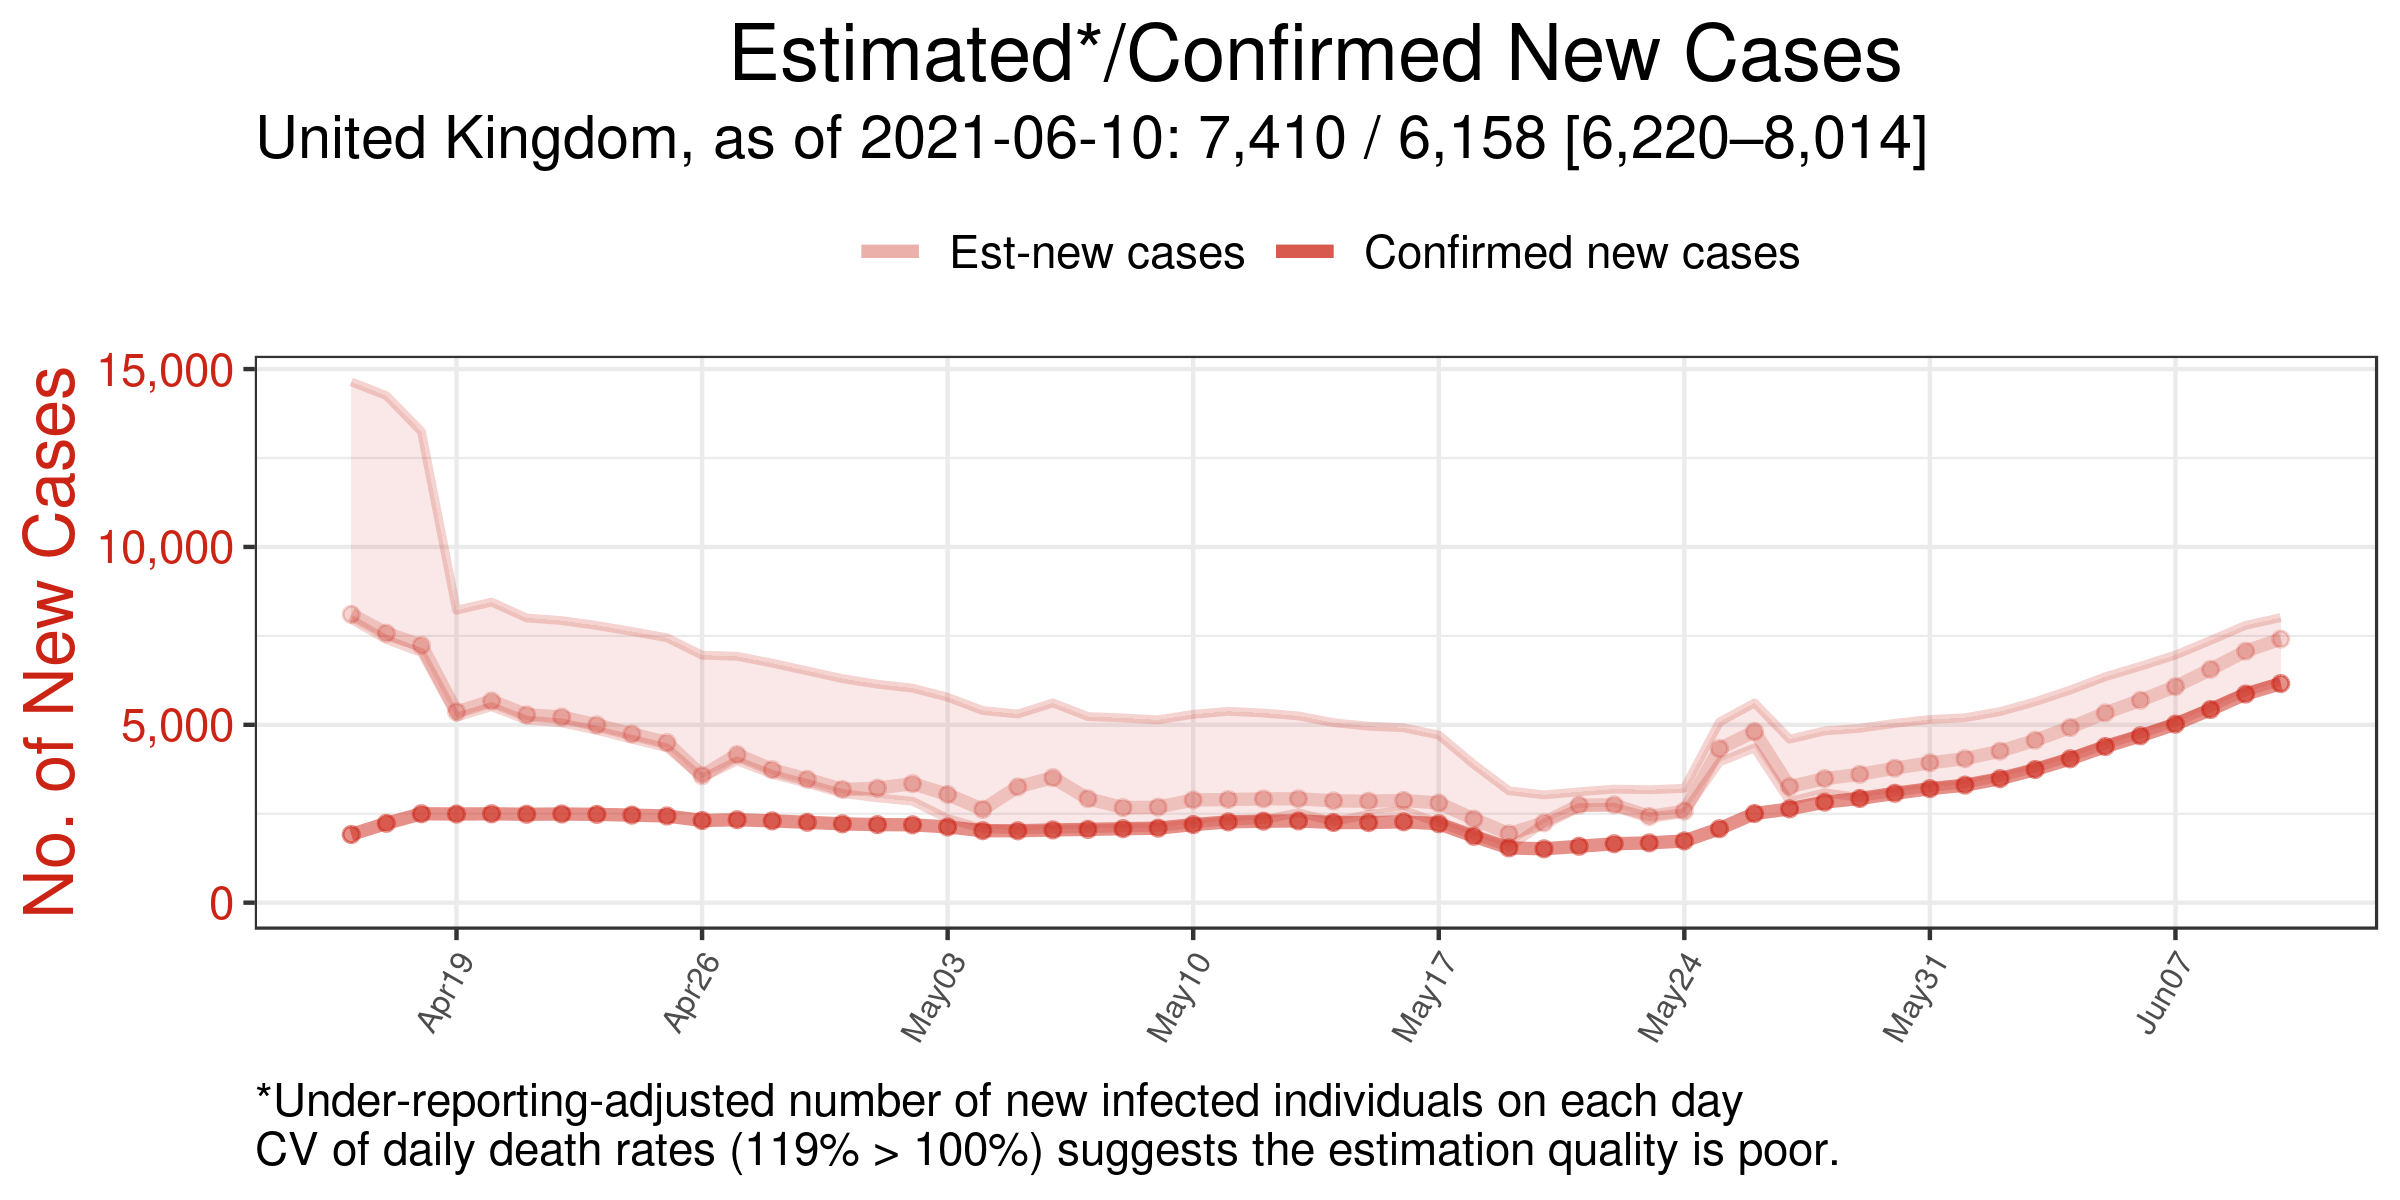 Estimated*/Confirmed New Cases
United Kingdom, as of 2021-06-10: 7,410 / 6,158 [6,220–8,014]
Est-new cases
Confirmed new cases
No. of New Cases
15,000
10,000
5,000
0
Apr19
Apr26
May03
May10
May17
May24
May31
Jun07
*Under-reporting-adjusted number of new infected individuals on each day
CV of daily death rates (119% > 100%) suggests the estimation quality is poor.